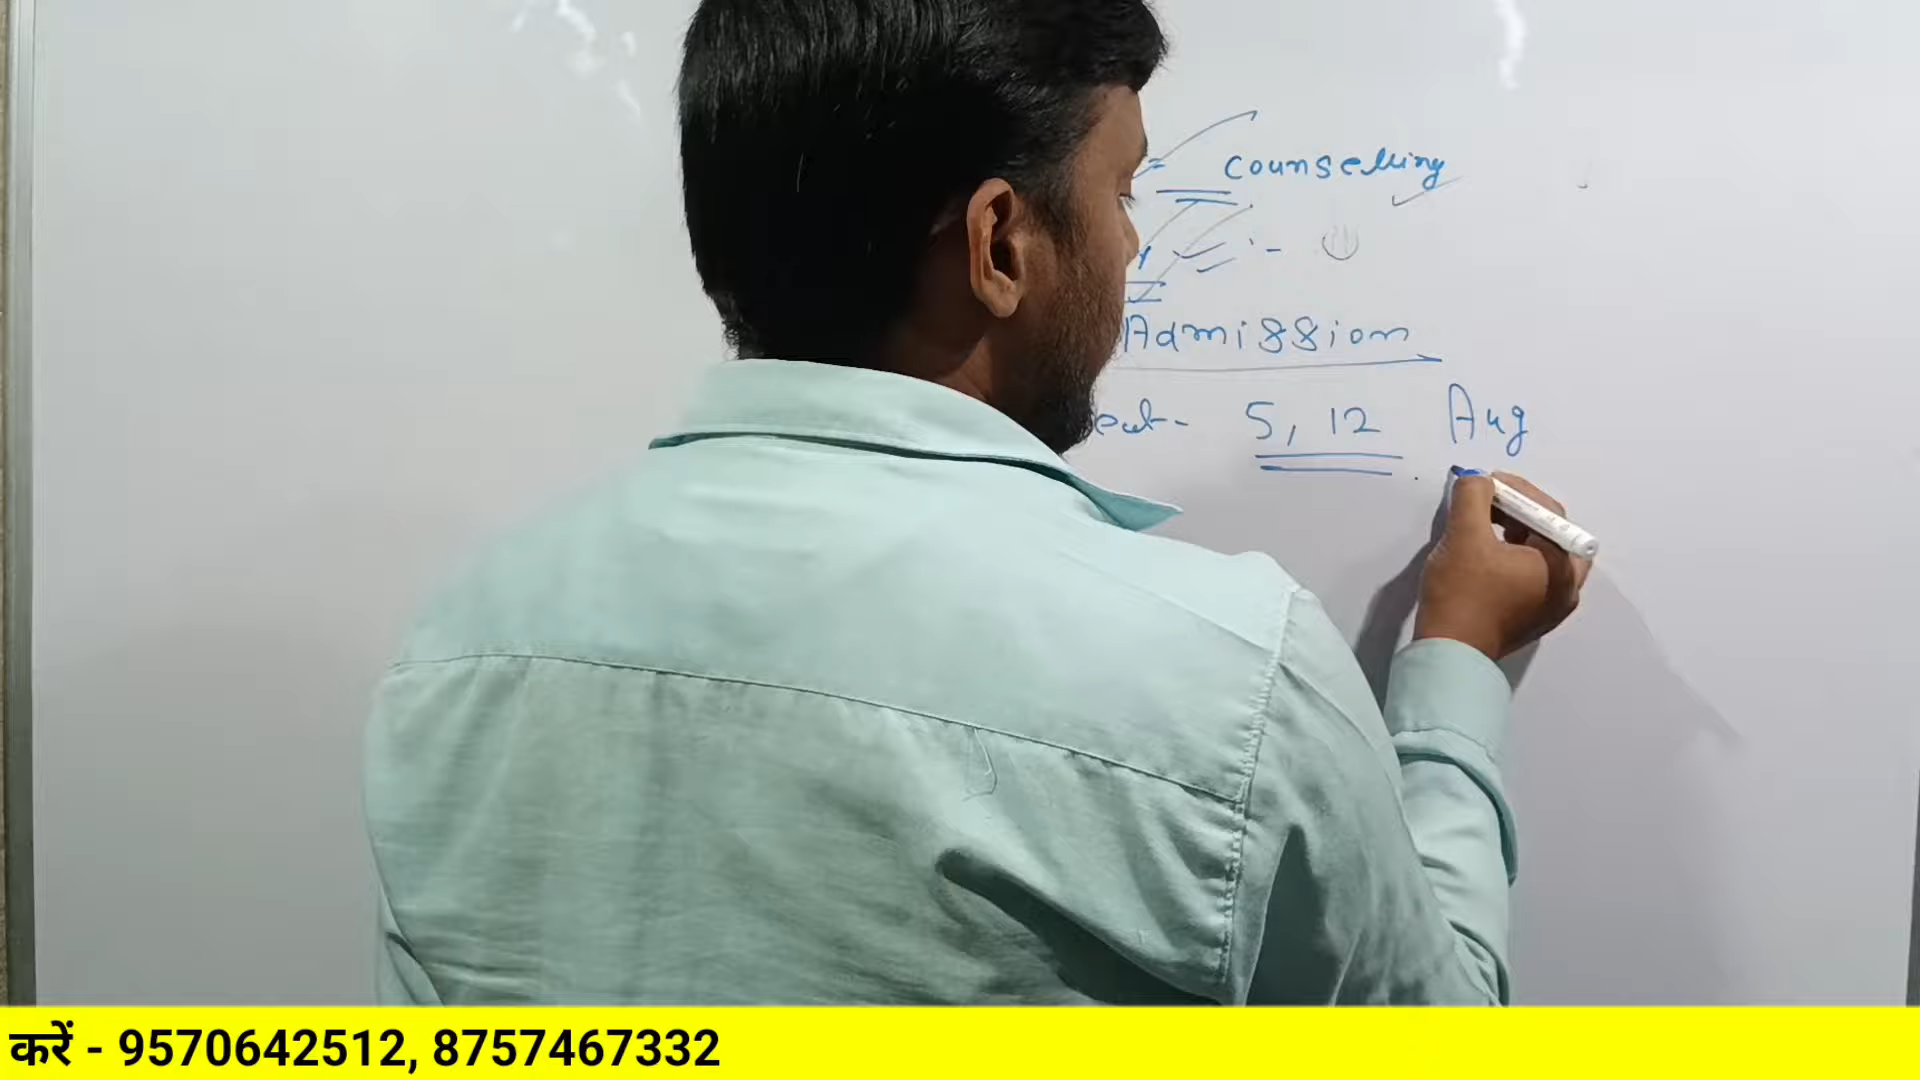 counselling
Admission
5, 12 Aug
करें - 9570642512, 8757467332